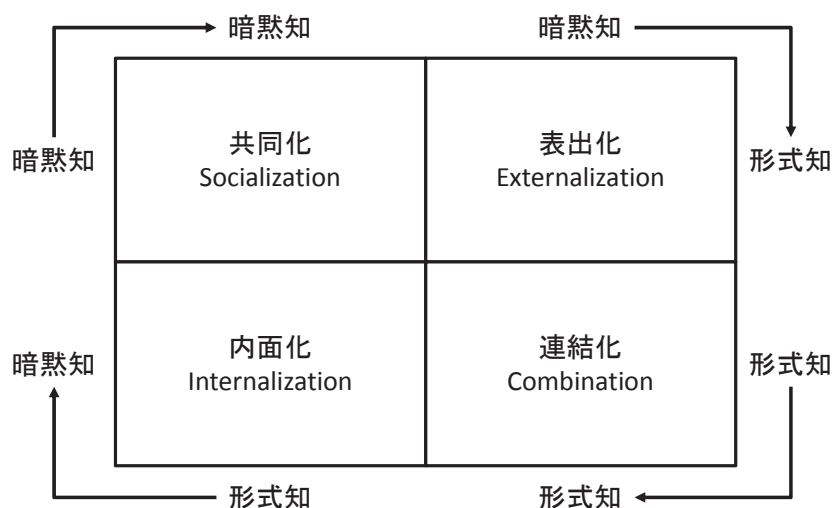 暗黙知
暗黙知
暗黙知
共同化
Socialization
表出化
Externalization
形式知
暗黙知
内面化
Internalization
連結化
Combination
形式知
形式知
形式知